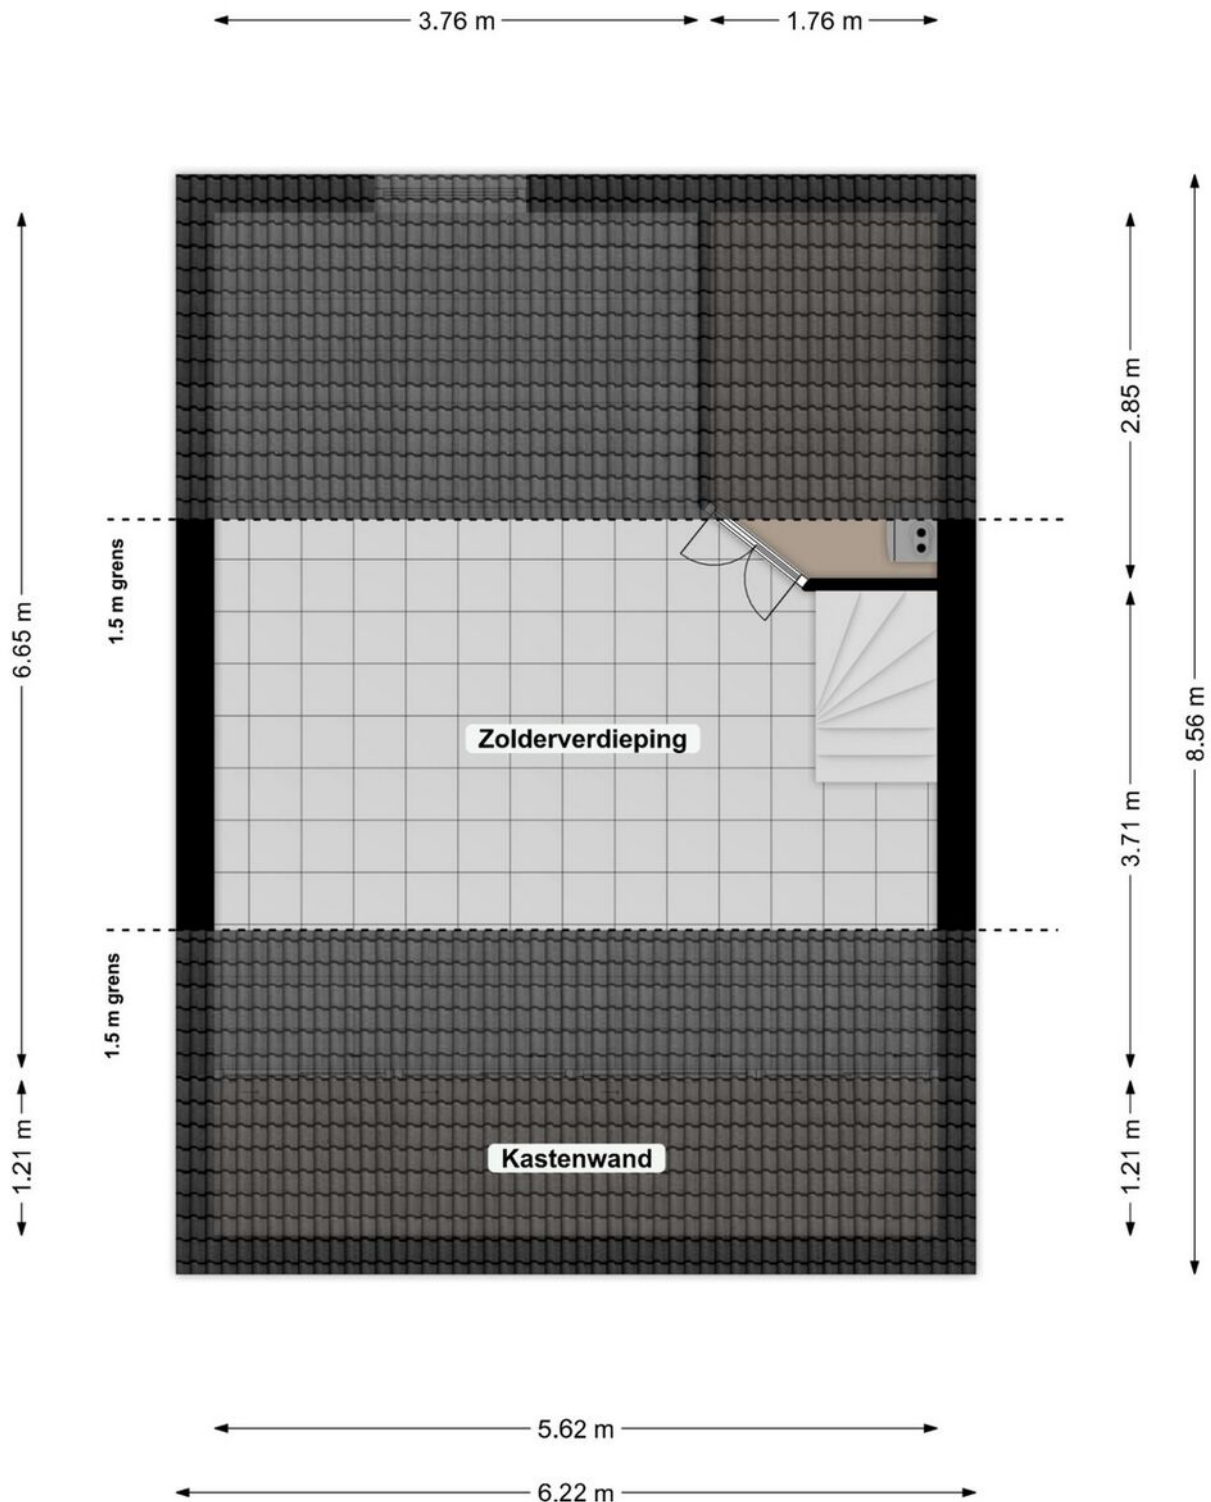 3.76 m
1.76 m
2.85 m
1.5 m grens
6.65 m
8.56 m
Zolderverdieping
3.71 m
1.5 m grens
1.21 m
1.21 m
Kastenwand
5.62 m
6.22 m